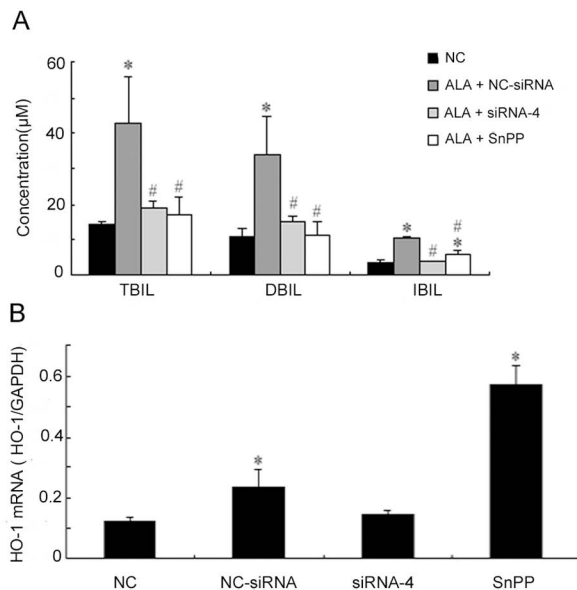 A
NC
ALA + NC-siRNA
ALA + siRNA-4
ALA + SnPP
Concentration(μM)
60
40
20
0
*
#
#
*
#
#
*
#
#
*
TBIL
DBIL
IBIL
B
HO-1 mRNA ( HO-1/GAPDH)
0.6
0.4
0.2
0
*
*
NC
NC-siRNA
siRNA-4
SnPP